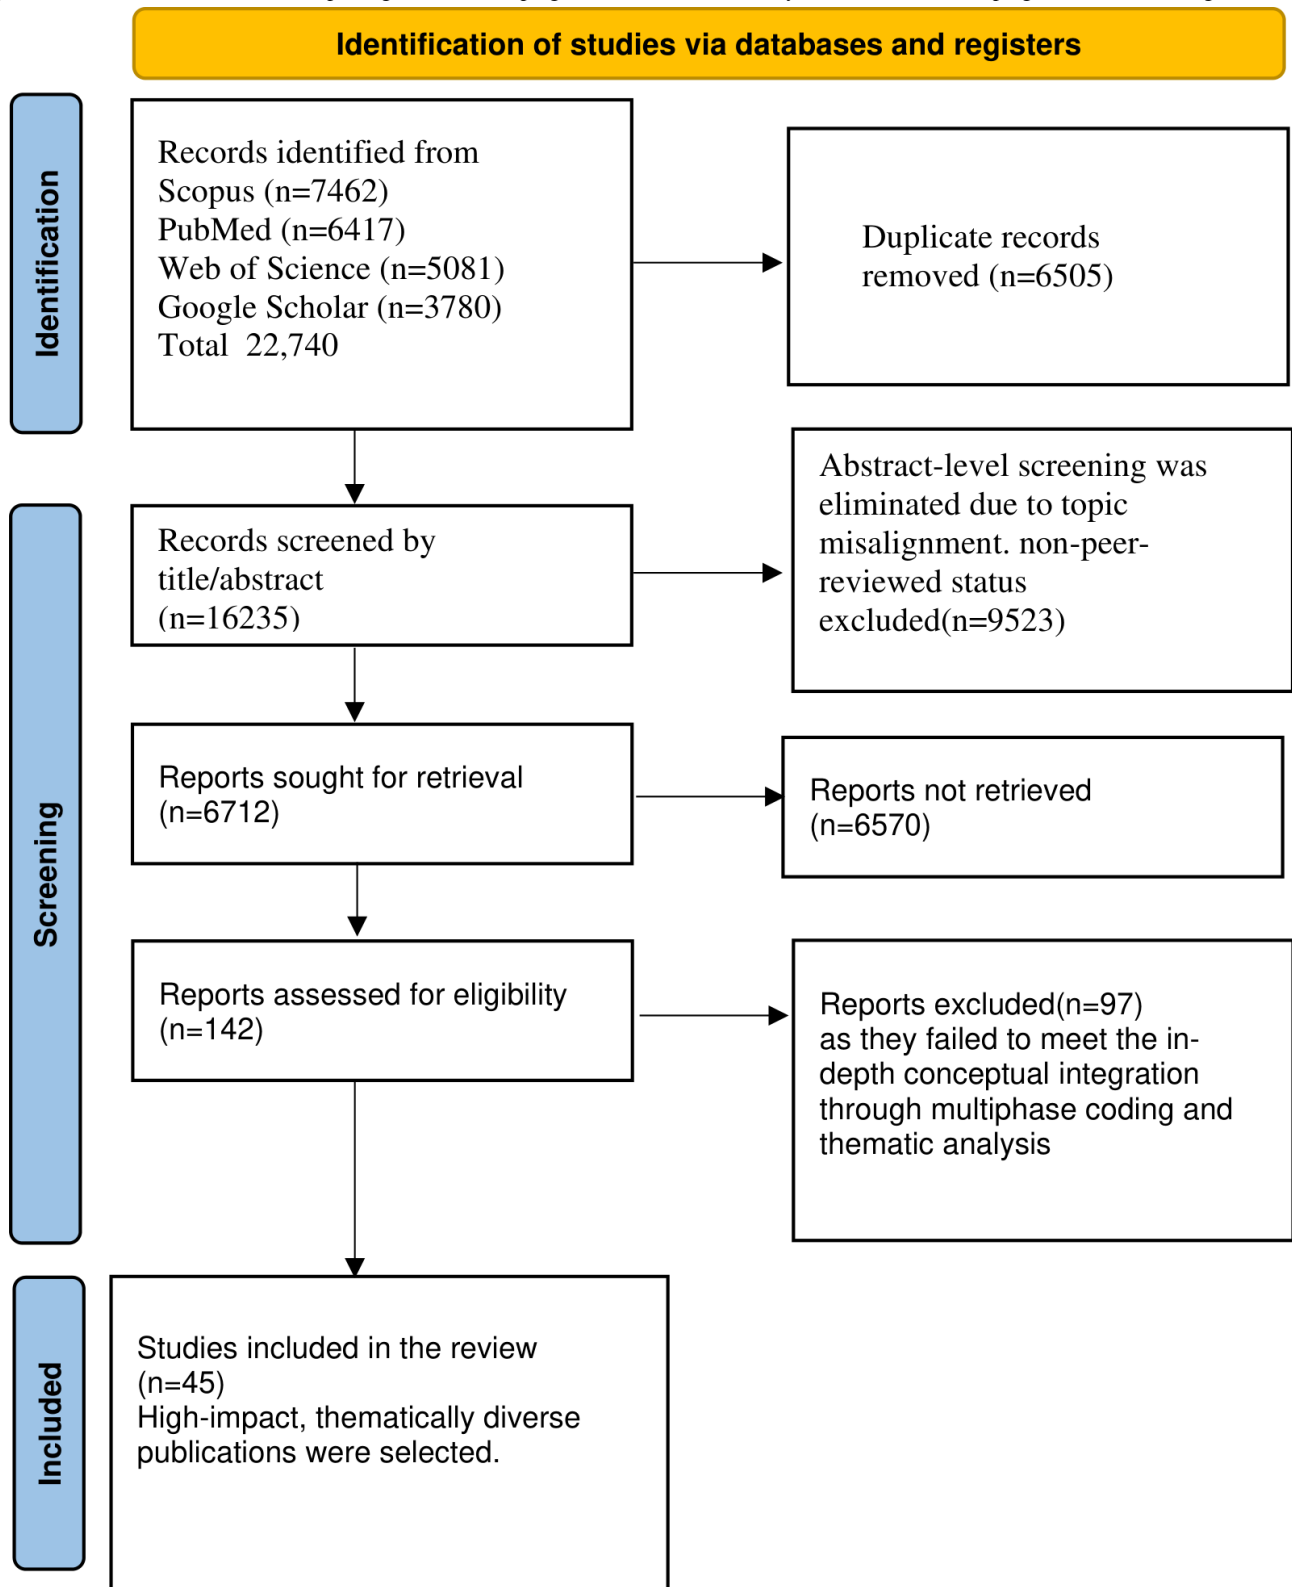 Identification of studies via databases and registers
Identification
Records identified from
Scopus (n=7462)
PubMed (n=6417)
Web of Science (n=5081)
Google Scholar (n=3780)
Total  22,740
Duplicate records
removed (n=6505)
Screening
Records screened by
title/abstract
(n=16235)
Abstract-level screening was
eliminated due to topic
misalignment. non-peer-
reviewed status
excluded(n=9523)
Reports sought for retrieval
(n=6712)
Reports not retrieved
(n=6570)
Reports assessed for eligibility
(n=142)
Reports excluded(n=97)
as they failed to meet the in-
depth conceptual integration
through multiphase coding and
thematic analysis
Included
Studies included in the review
(n=45)
High-impact, thematically diverse
publications were selected.